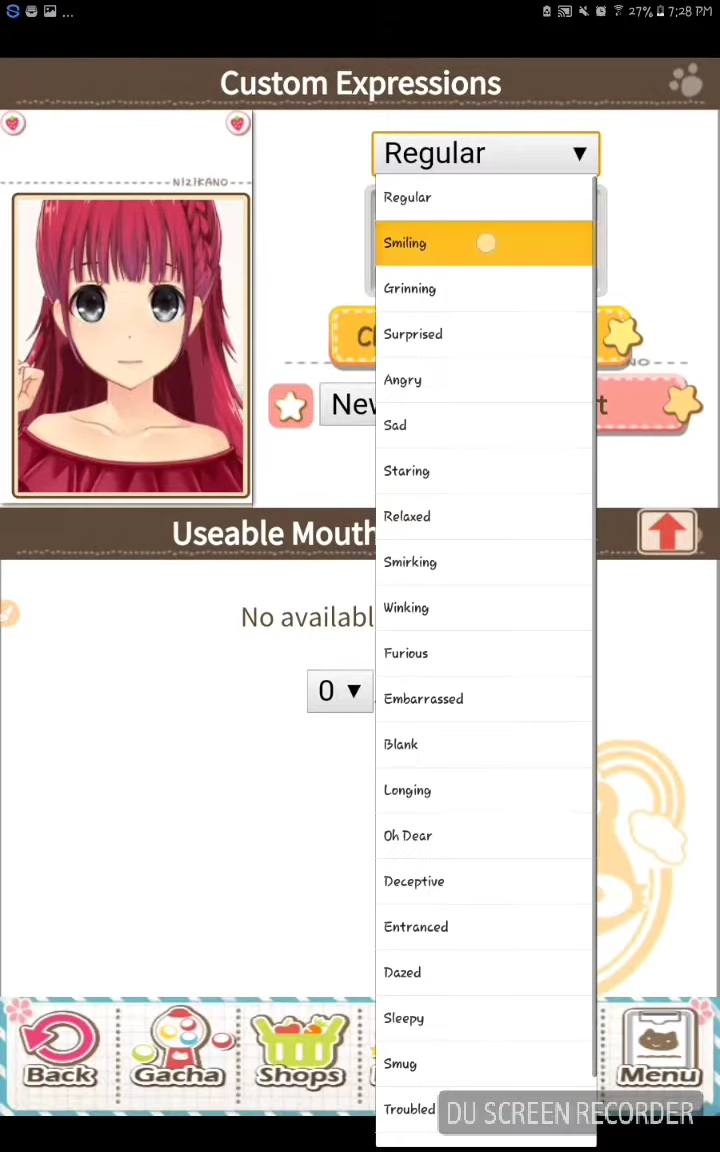 ... 27% 7:28 PM
Custom Expressions
NIZIKANO
Regular ▼
Regular
Smiling
Grinning
Surprised
Angry
Sad
Staring
Relaxed
Smirking
Winking
Furious
Embarrassed
Blank
Longing
Oh Dear
Deceptive
Entranced
Dazed
Sleepy
Smug
Troubled
NO
New
t
Useable Mouth
No availabl
0 ▼
Back
Gacha
Shops
Menu
DU SCREEN RECORDER